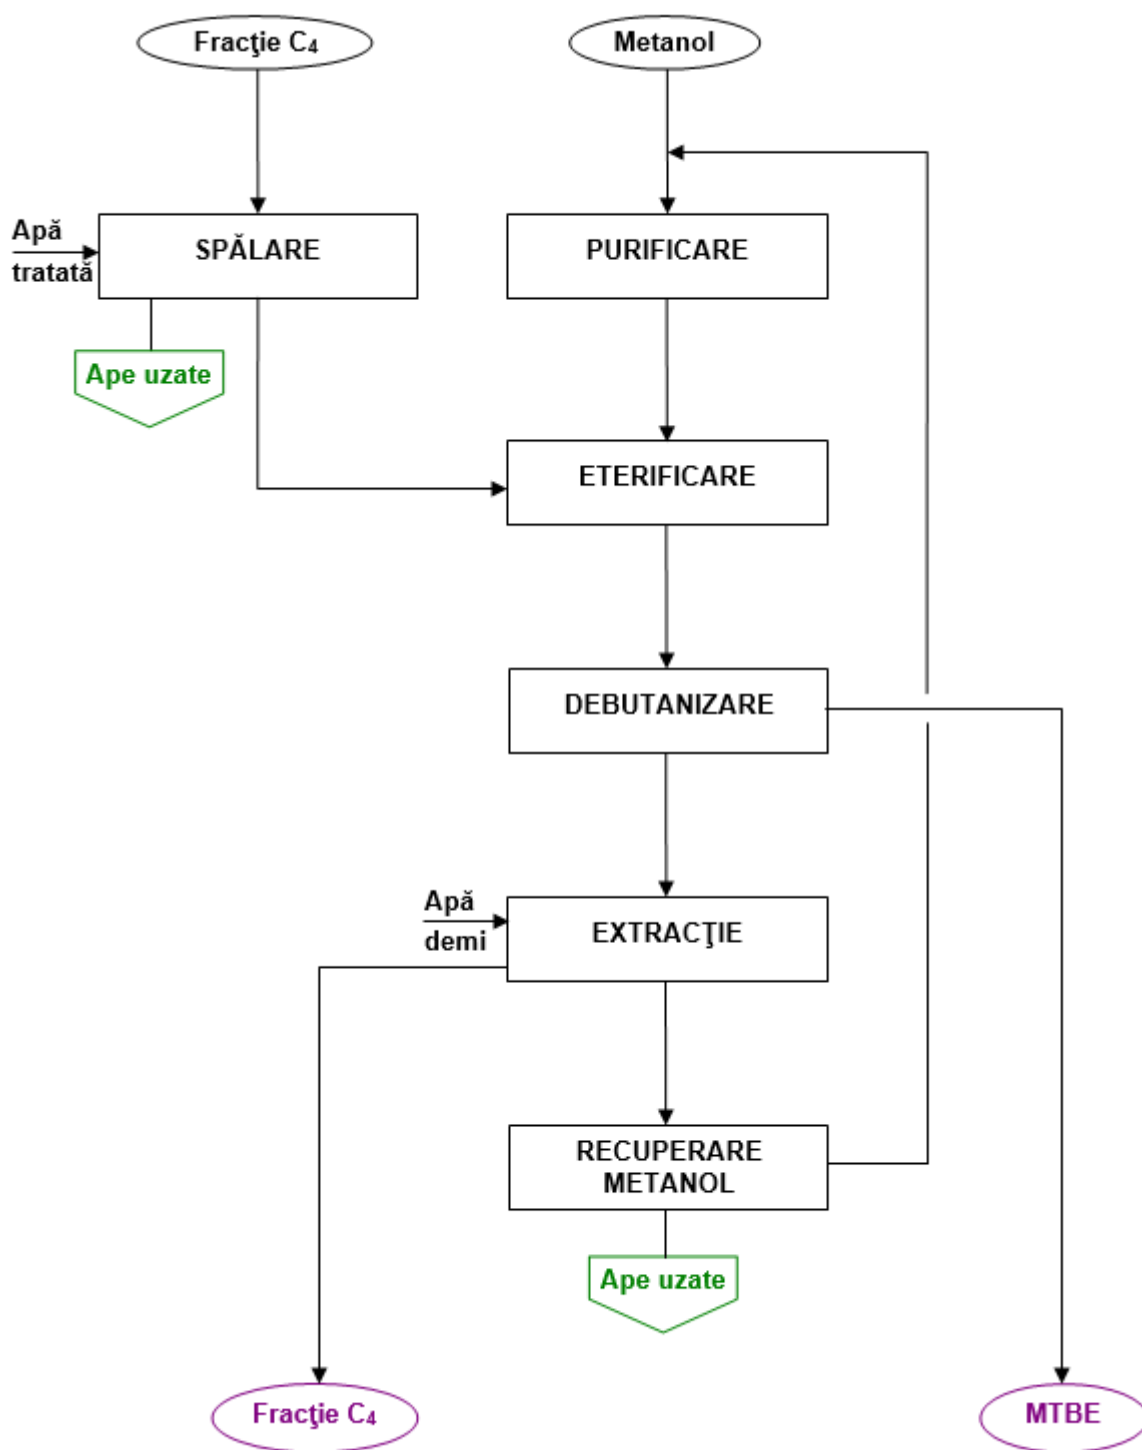 Fracţie C₄
Metanol
Apă
tratată
SPĂLARE
PURIFICARE
Ape uzate
ETERIFICARE
DEBUTANIZARE
Apă
demi
EXTRACŢIE
RECUPERARE
METANOL
Ape uzate
Fracţie C₄
MTBE